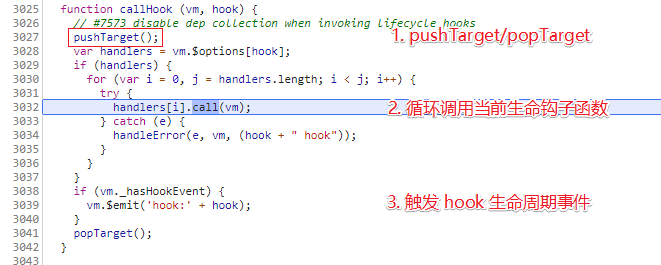 3025 function callHook (vm, hook) {
3026 // #7573 disable dep collection when invoking lifecycle hooks
3027 pushTarget(); 1. pushTarget/popTarget
3028 var handlers = vm.$options[hook];
3029 if (handlers) {
3030 for (var i = 0, j = handlers.length; i < j; i++) {
3031 try {
3032 handlers[i].call(vm); 2. 循环调用当前生命钩子函数
3033 } catch (e) {
3034 handleError(e, vm, (hook + " hook"));
3035 }
3036 }
3037 }
3038 if (vm._hasHookEvent) {
3039 vm.$emit('hook:' + hook); 3. 触发 hook 生命周期事件
3040 }
3041 popTarget();
3042 }
3043